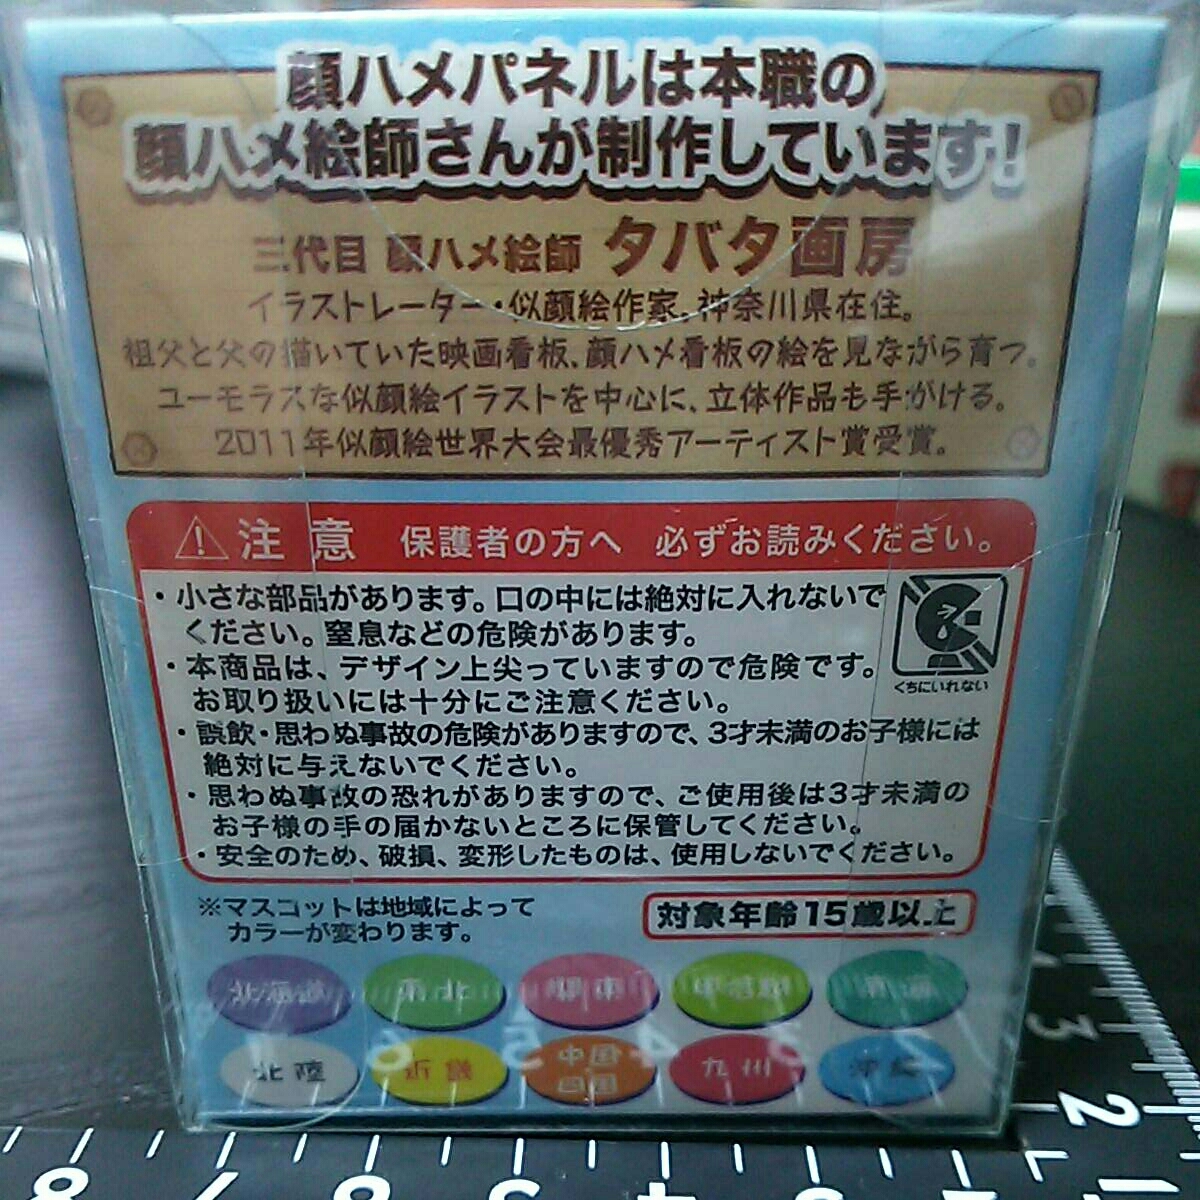 顔ハメパネルは本職の
顔ハメ絵師さんが制作しています!
三代目 顔ハメ絵師 タバタ画房
イラストレーター・似顔絵作家。神奈川県在住。
祖父と父の描いていた映画看板、顔ハメ看板の絵を見ながら育つ。
ユーモラスな似顔絵イラストを中心に、立体作品も手がける。
2011年似顔絵世界大会最優秀アーティスト賞受賞。
⚠注意 保護者の方へ 必ずお読みください。
・小さな部品があります。口の中には絶対に入れないで
ください。窒息などの危険があります。
・本商品は、デザイン上尖っていますので危険です。
お取り扱いには十分にご注意ください。
くちにいれない
・誤飲・思わぬ事故の危険がありますので、3才未満のお子様には
絶対に与えないでください。
・思わぬ事故の恐れがありますので、ご使用後は3才未満の
お子様の手の届かないところに保管してください。
・安全のため、破損、変形したものは、使用しないでください。
※マスコットは地域によって
カラーが変わります。
対象年齢15歳以上
北海道 東北 関東 甲信越 東海
北陸 近畿 中国 九州 沖縄
四国
3
2
8 7 6 5 4 3 2 1